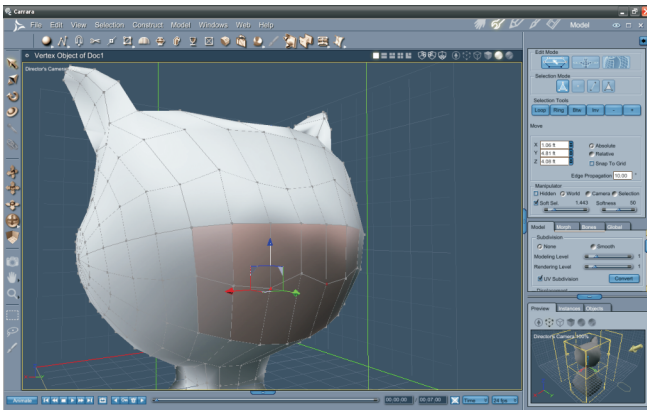 Carrara
File Edit View Selection Construct Model Windows Web Help
Model
Vertex Object of Doc1
Director's Camera
Edit Mode
Selection Mode
Selection Tools
Loop Ring Btw Inv - +
Move
X 1.06 ft Absolute
Y 4.81 ft Relative
Z 4.08 ft Snap To Grid
Edge Propagation 10.00 °
Manipulator
Hidden World Camera Selection
Soft Sel. 1.443 Softness 50
Model Morph Bones Global
Subdivision
None Smooth
Modeling Level 1
Rendering Level 1
UV Subdivision Convert
Displacement
Preview Instances Objects
Director's Camera 100%
Animate 00:00:00 00:07:00 Time 24 fps